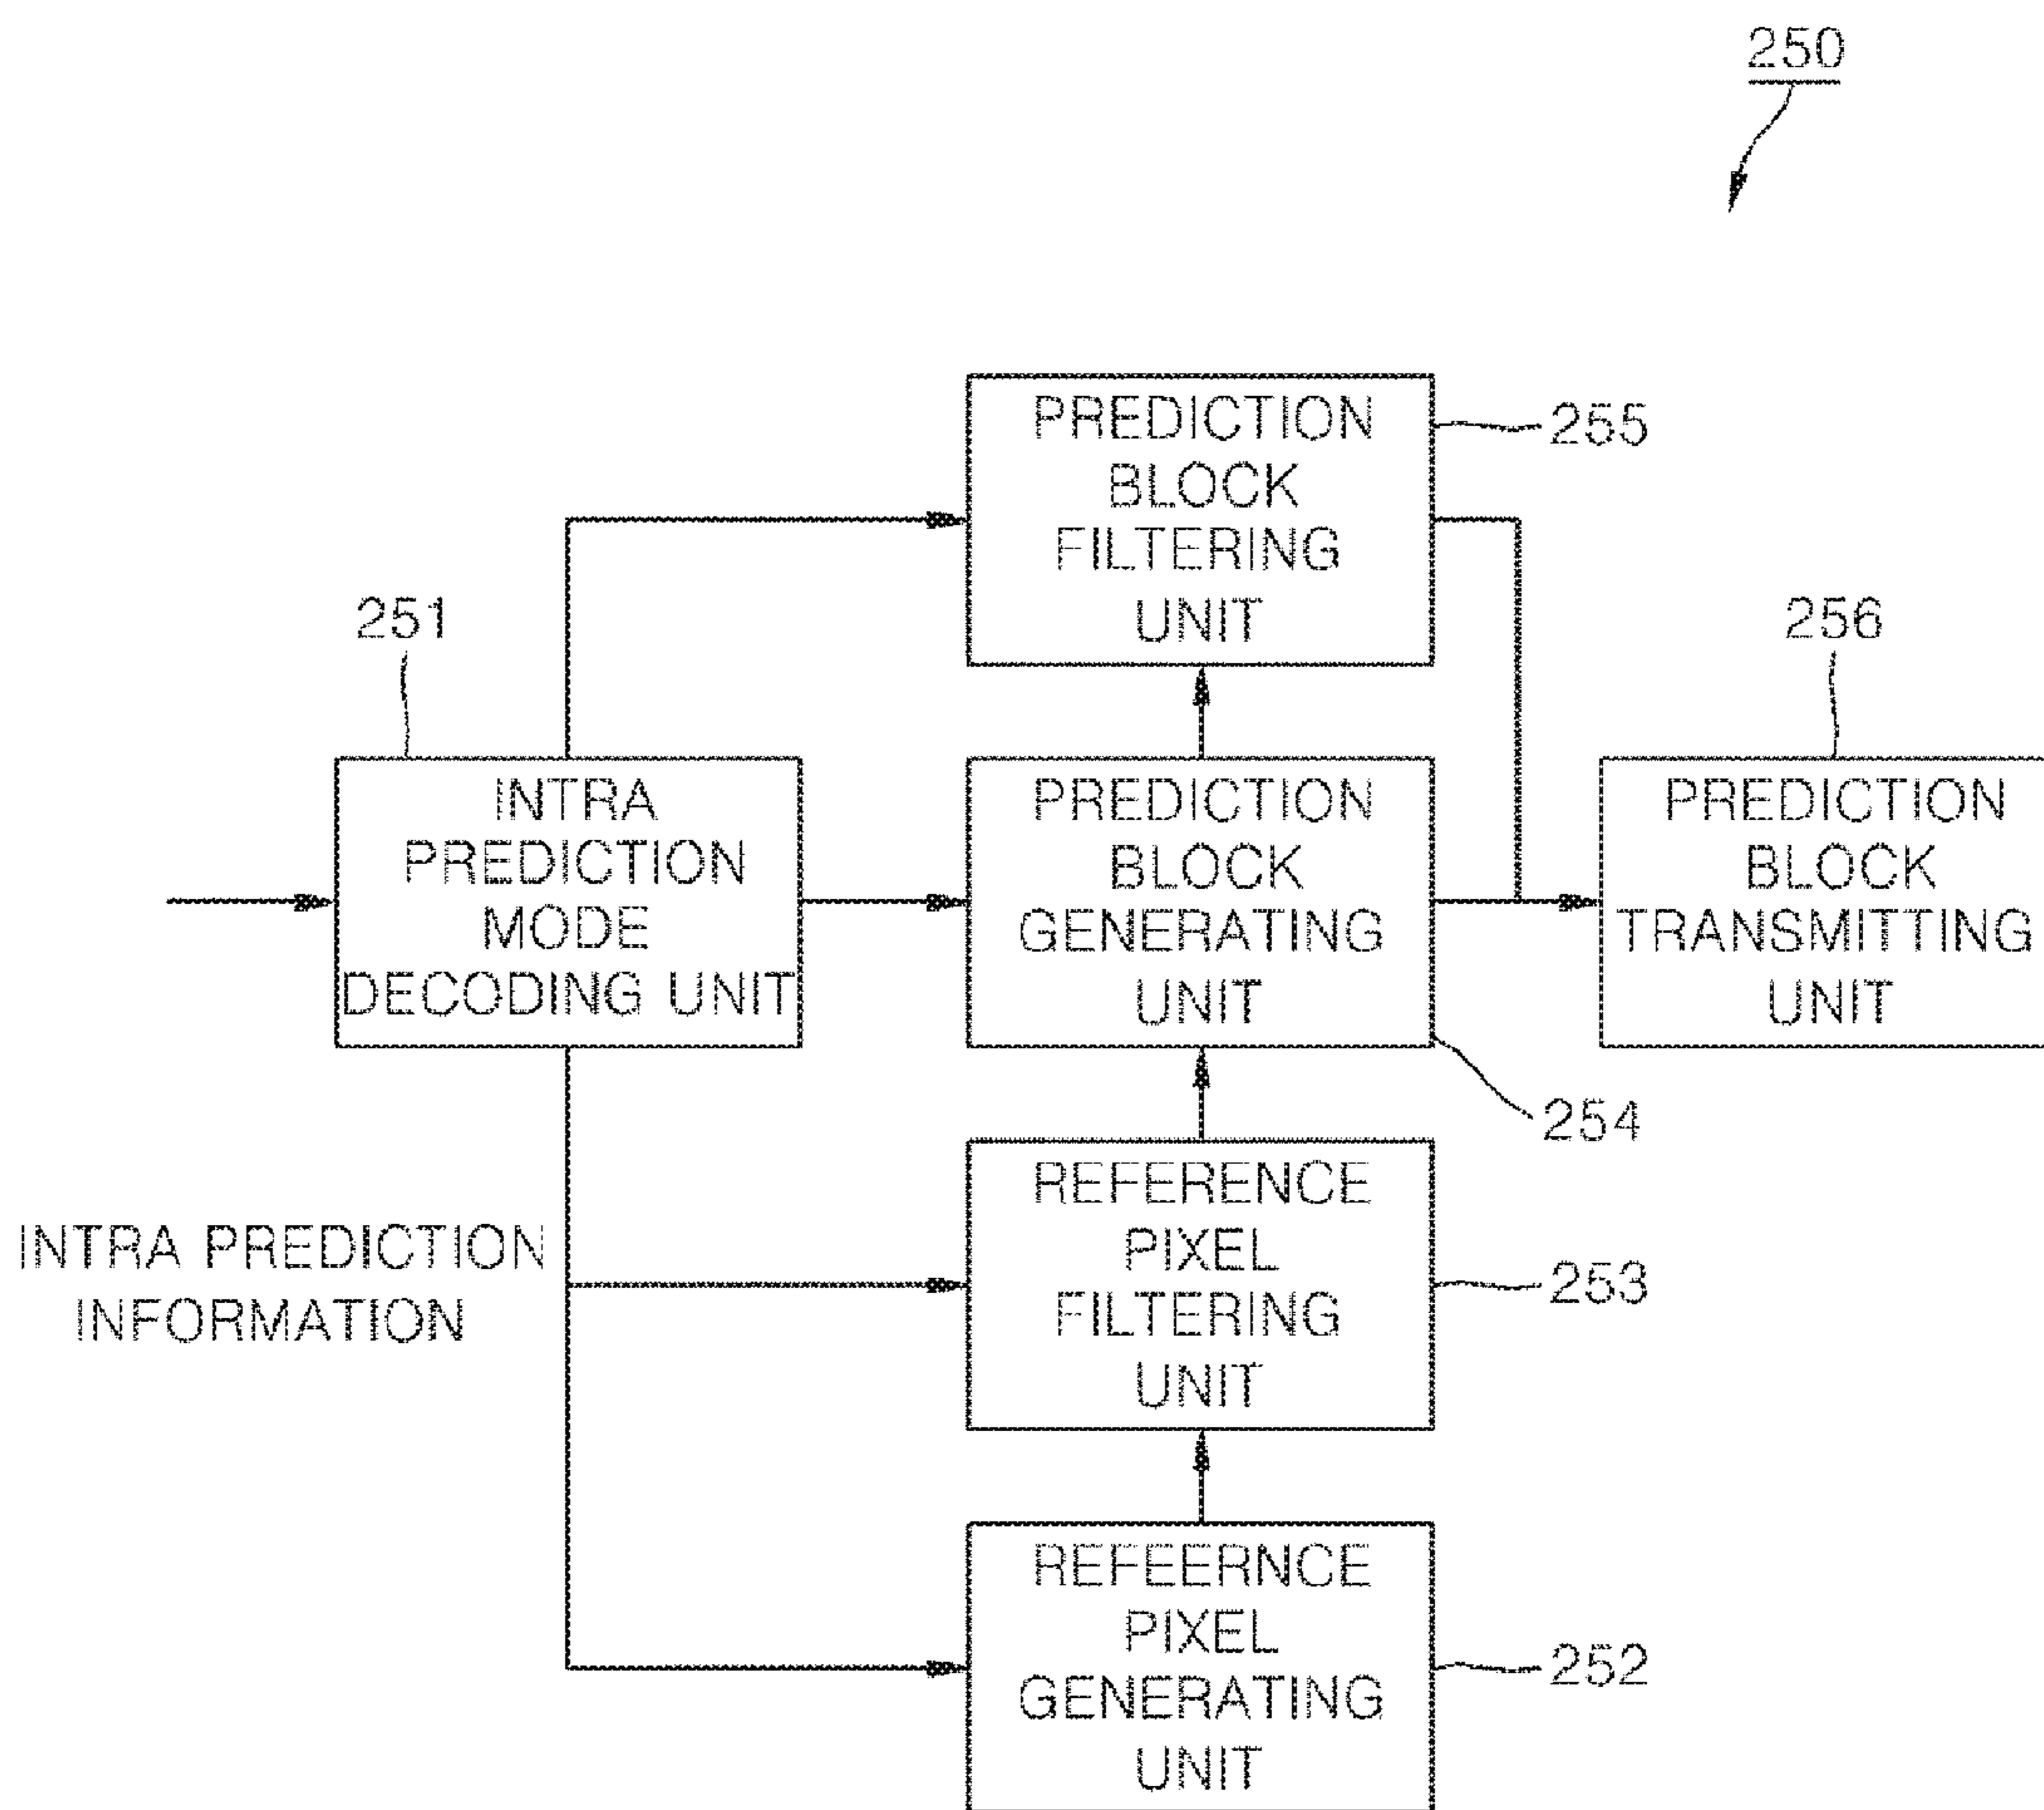 250
PREDICTION
BLOCK
FILTERING
UNIT
255
251
256
INTRA
PREDICTION
MODE
DECODING UNIT
PREDICTION
BLOCK
GENERATING
UNIT
PREDICTION
BLOCK
TRANSMITTING
UNIT
254
INTRA PREDICTION
INFORMATION
REFERENCE
PIXEL
FILTERING
UNIT
253
REFEERNCE
PIXEL
GENERATING
UNIT
252